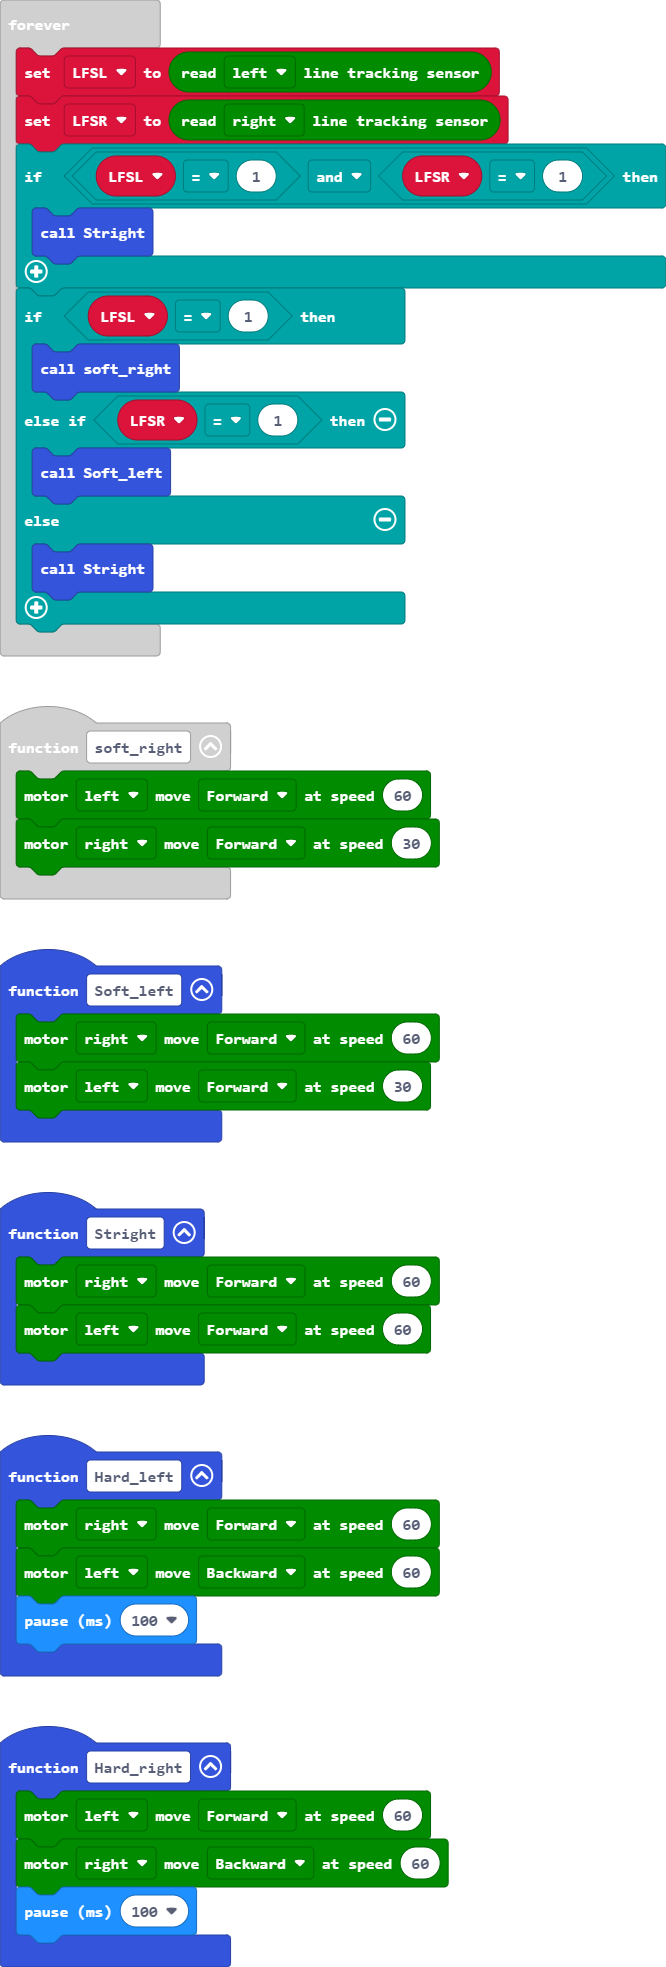 forever
set LFSL to read left line tracking sensor
set LFSR to read right line tracking sensor
if LFSL = 1 and LFSR = 1 then
call Stright
if LFSL = 1 then
call soft_right
else if LFSR = 1 then
call Soft_left
else
call Stright
function soft_right
motor left move Forward at speed 60
motor right move Forward at speed 30
function Soft_left
motor right move Forward at speed 60
motor left move Forward at speed 30
function Stright
motor right move Forward at speed 60
motor left move Forward at speed 60
function Hard_left
motor right move Forward at speed 60
motor left move Backward at speed 60
pause (ms) 100
function Hard_right
motor left move Forward at speed 60
motor right move Backward at speed 60
pause (ms) 100